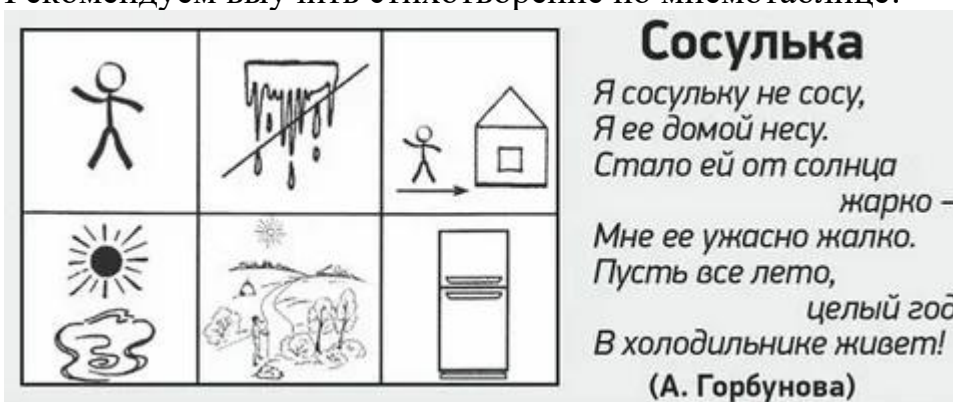 Рекомендуем выучить стихотворение по мнемотаблице.
Сосулька
Я сосульку не сосу,
Я ее домой несу.
Стало ей от солнца
жарко –
Мне ее ужасно жалко.
Пусть все лето,
целый год
В холодильнике живет!
(А. Горбунова)